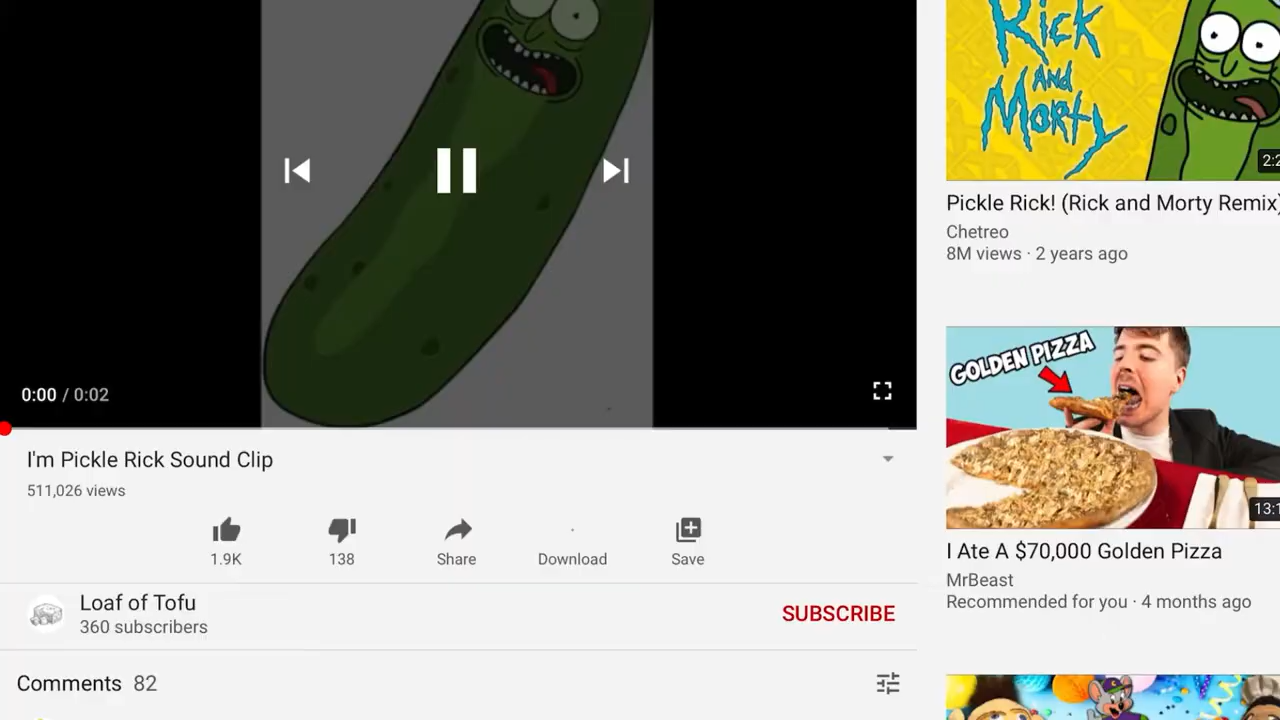 0:00 / 0:02
I'm Pickle Rick Sound Clip
511,026 views
1.9K
138
Share
Download
Save
Loaf of Tofu
360 subscribers
SUBSCRIBE
Comments 82
Rick
AND
Morty
Pickle Rick! (Rick and Morty Remix)
Chetreo
8M views · 2 years ago
GOLDEN PIZZA
I Ate A $70,000 Golden Pizza
MrBeast
Recommended for you · 4 months ago